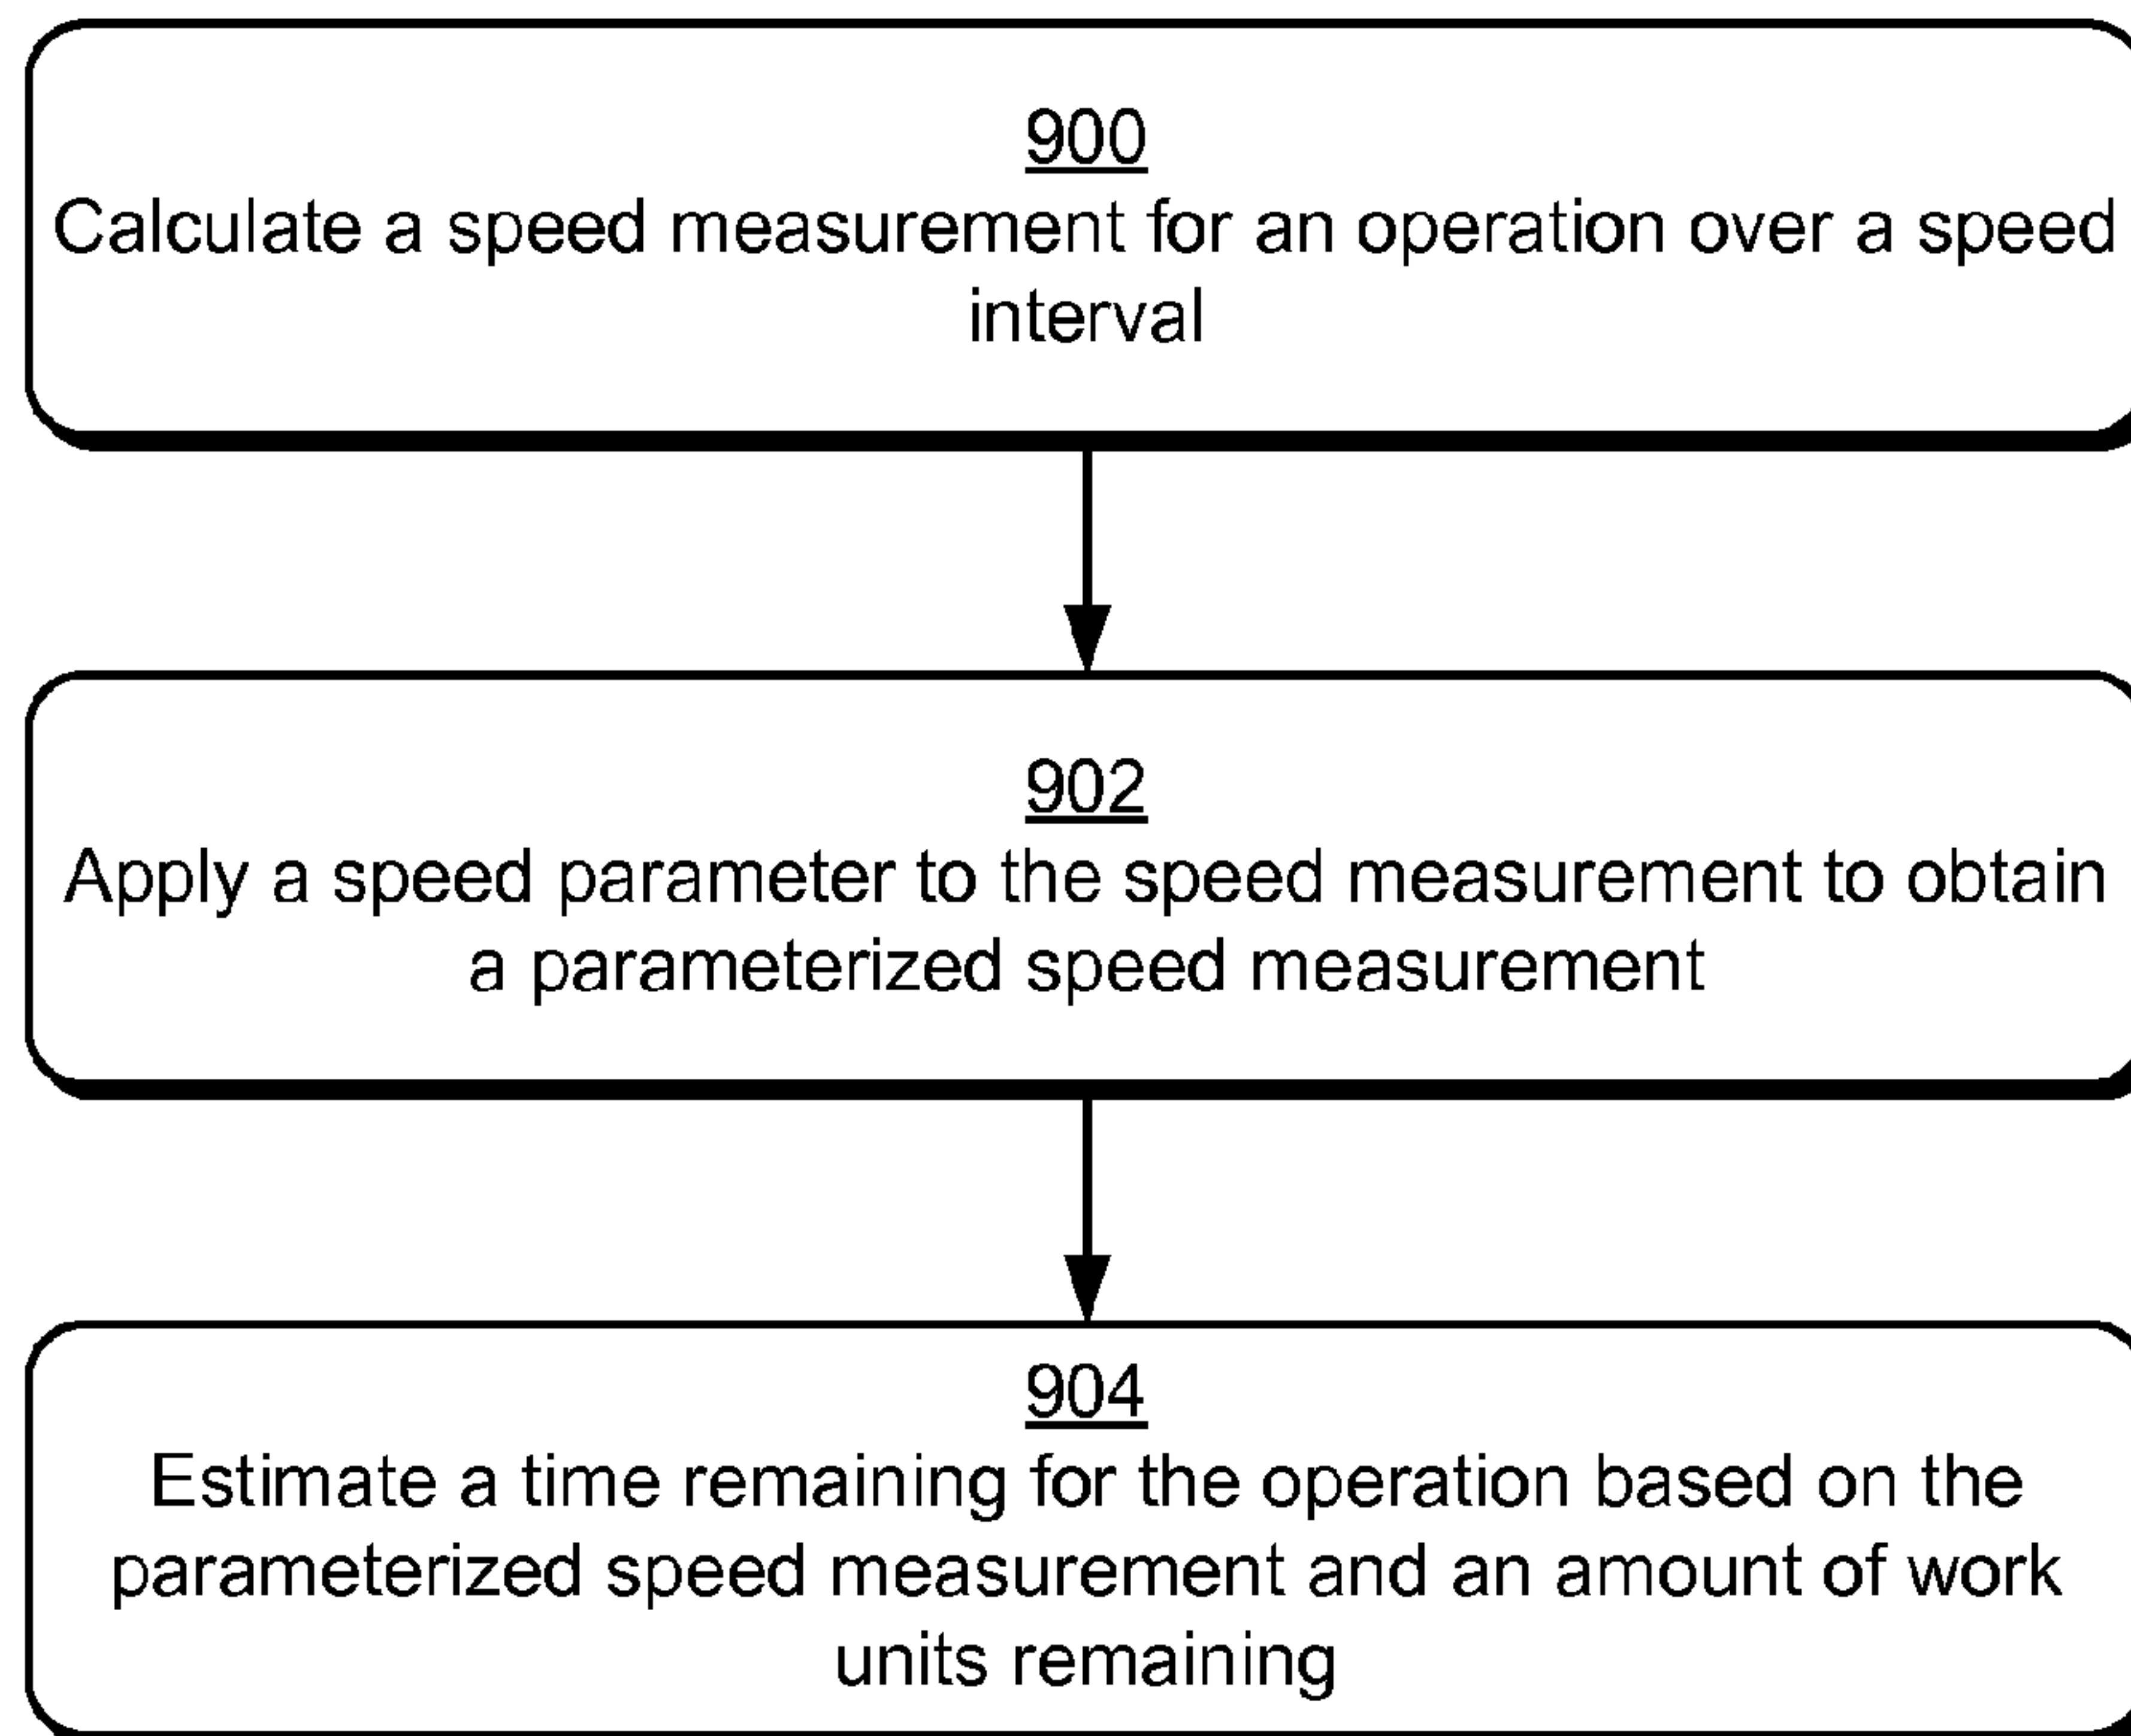 900
Calculate a speed measurement for an operation over a speed
interval
902
Apply a speed parameter to the speed measurement to obtain
a parameterized speed measurement
904
Estimate a time remaining for the operation based on the
parameterized speed measurement and an amount of work
units remaining